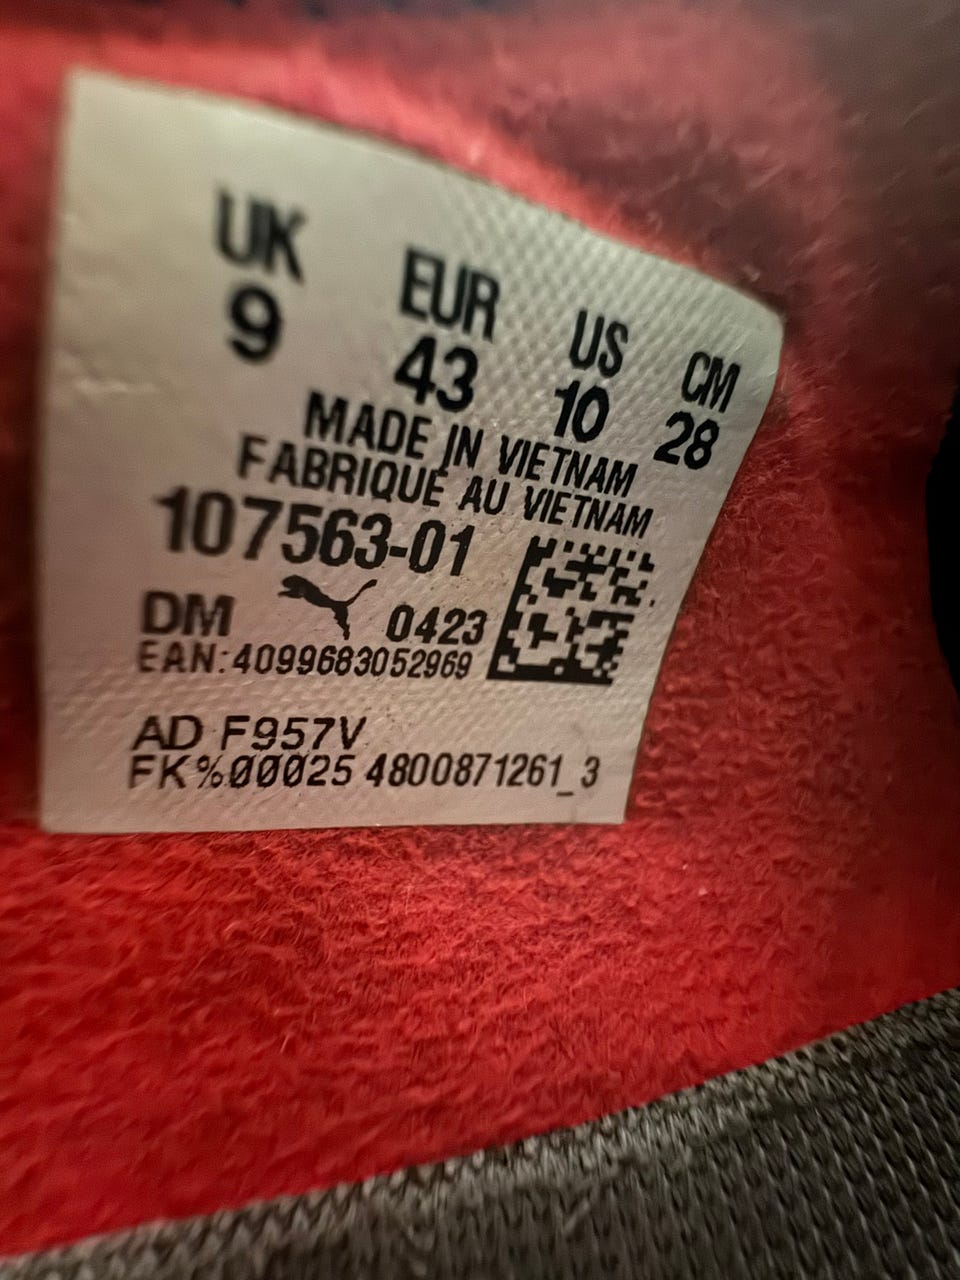 UK EUR US CM
9 43 10 28
MADE IN VIETNAM
FABRIQUÉ AU VIETNAM
107563-01
DM 0423
EAN:4099683052969
AD F957V
FK%00025 4800871261_3